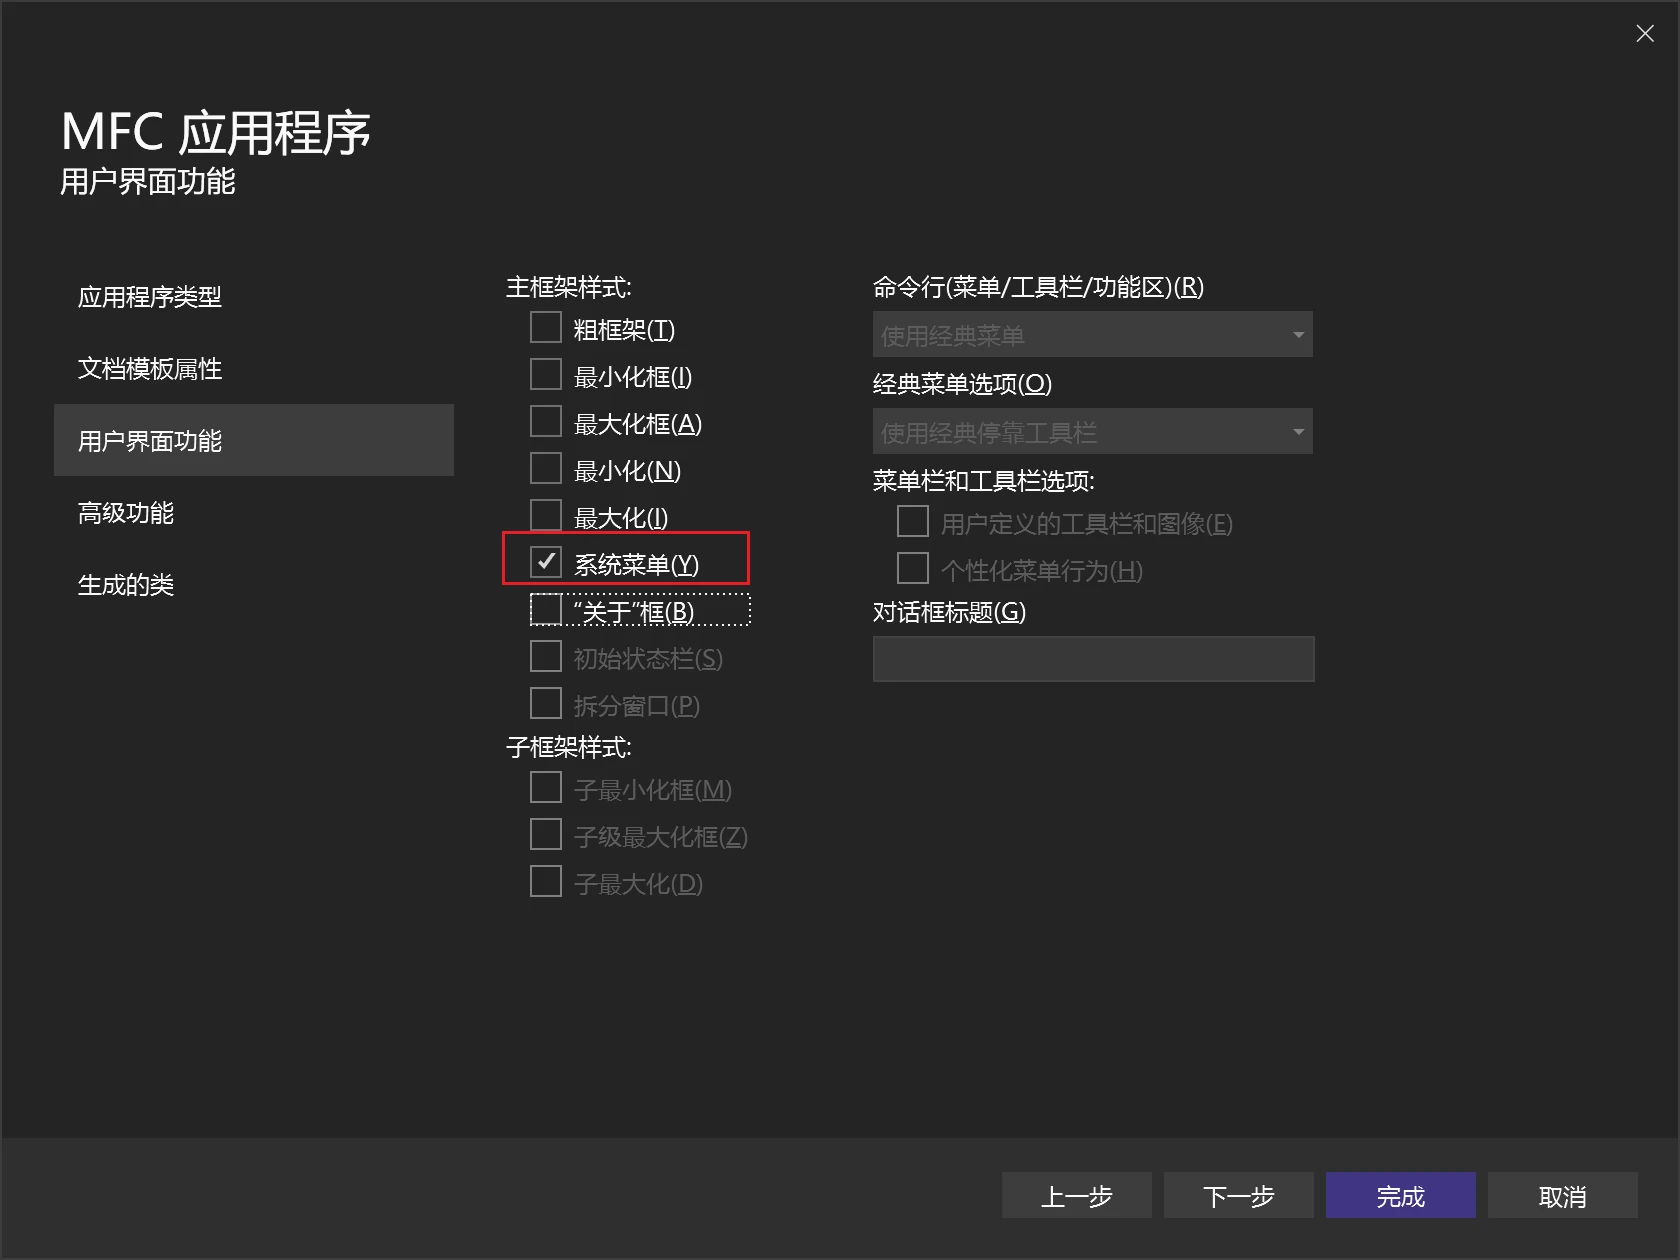 MFC 应用程序
用户界面功能
应用程序类型
文档模板属性
用户界面功能
高级功能
生成的类
主框架样式:
粗框架(T)
最小化框(I)
最大化框(A)
最小化(N)
最大化(I)
系统菜单(Y)
“关于”框(B)
初始状态栏(S)
拆分窗口(P)
子框架样式:
子最小化框(M)
子级最大化框(Z)
子最大化(D)
命令行(菜单/工具栏/功能区)(R)
使用经典菜单
经典菜单选项(O)
使用经典停靠工具栏
菜单栏和工具栏选项:
用户定义的工具栏和图像(E)
个性化菜单行为(H)
对话框标题(G)
上一步
下一步
完成
取消